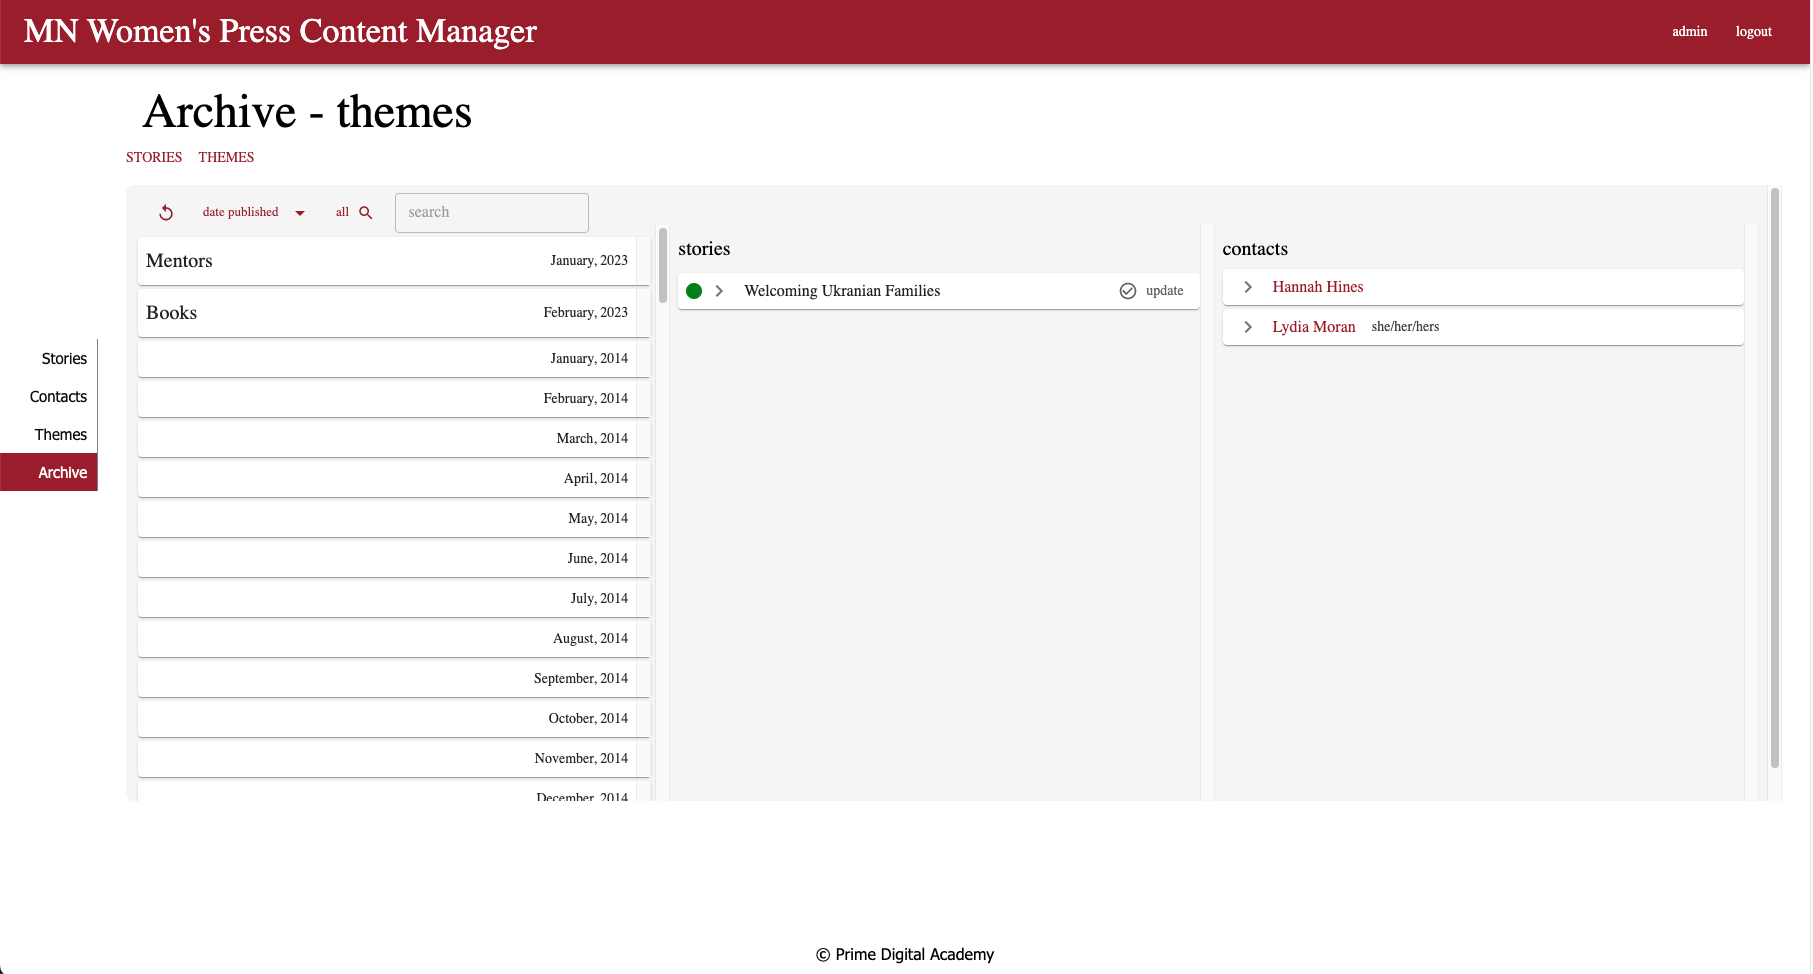 MN Women's Press Content Manager
admin logout
Archive - themes
STORIES THEMES
date published all search
Mentors January, 2023
Books February, 2023
January, 2014
February, 2014
March, 2014
April, 2014
May, 2014
June, 2014
July, 2014
August, 2014
September, 2014
October, 2014
November, 2014
December, 2014
stories
Welcoming Ukranian Families update
contacts
Hannah Hines
Lydia Moran she/her/hers
Stories
Contacts
Themes
Archive
© Prime Digital Academy